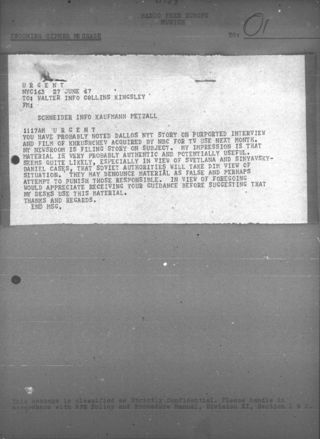 RADIO FREE EUROPE
MUNICH
INCOMING CIPHER MESSAGE
TO: 01
U R G E N T
NYC143 27 JUNE 67
TO: WALTER INFO COLLINS KINGSLEY
FM:
SCHNEIDER INFO KAUFMANN PETZALL
1117AM U R G E N T
YOU HAVE PROBABLY NOTED DALLOS NYT STORY ON PURPORTED INTERVIEW
AND FILM OF KHRUSHCHEV ACQUIRED BY NBC FOR TV USE NEXT MONTH.
MY NEWSROOM IS FILING STORY ON SUBJECT. MY IMPRESSION IS THAT
MATERIAL IS VERY PROBABLY AUTHENTIC AND POTENTIALLY USEFUL.
SEEMS QUITE LIKELY, ESPECIALLY IN VIEW OF SVETLANA AND SINYAVSKY-
DANIEL CASES, THAT SOVIET AUTHORITIES WILL TAKE DIM VIEW OF
SITUATION. THEY MAY DENOUNCE MATERIAL AS FALSE AND PERHAPS
ATTEMPT TO PUNISH THOSE RESPONSIBLE. IN VIEW OF FOREGOING
WOULD APPRECIATE RECEIVING YOUR GUIDANCE BEFORE SUGGESTING THAT
MY DESKS USE THIS MATERIAL.
THANKS AND REGARDS.
END MSG.
This message is classified as Strictly Confidential. Please handle in
accordance with RFE Policy and Procedure Manual, Division XI, Section 1 &